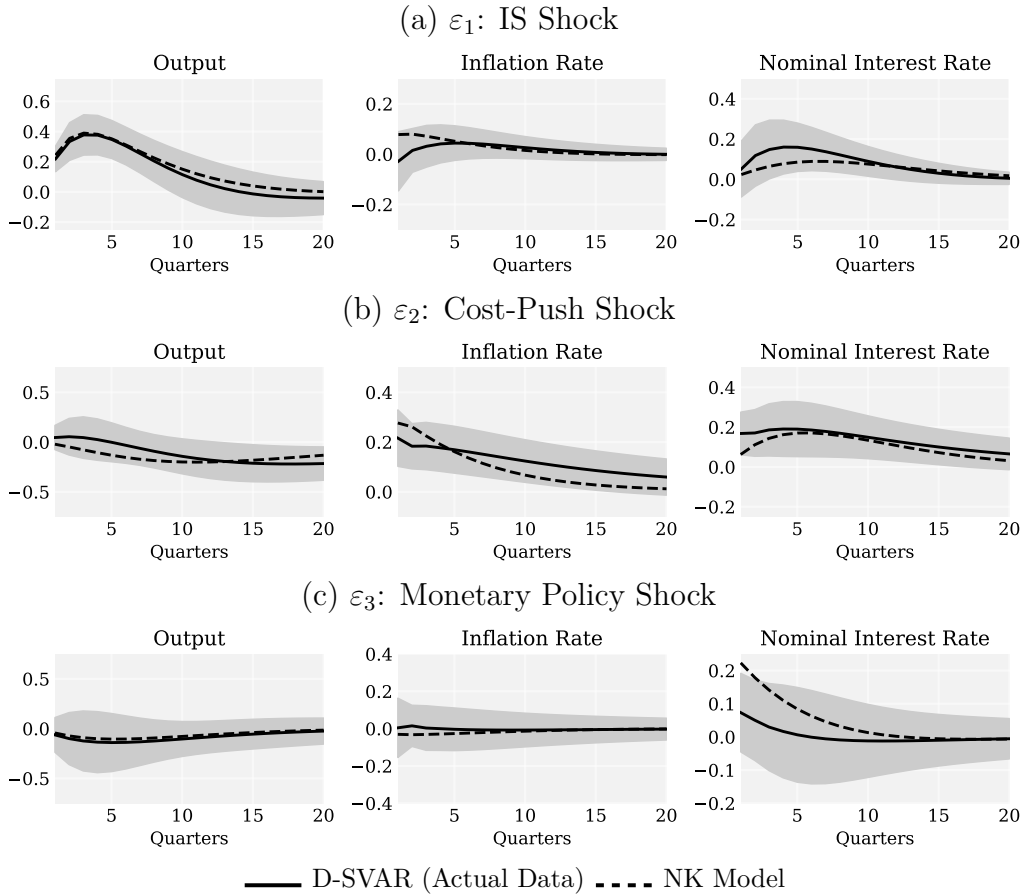 (a) ε₁: IS Shock
Output
0.6
0.4
0.2
0.0
−0.2
5 10 15 20
Quarters
Inflation Rate
0.2
0.0
−0.2
5 10 15 20
Quarters
Nominal Interest Rate
0.4
0.2
0.0
−0.2
5 10 15 20
Quarters
(b) ε₂: Cost-Push Shock
Output
0.5
0.0
−0.5
5 10 15 20
Quarters
Inflation Rate
0.4
0.2
0.0
5 10 15 20
Quarters
Nominal Interest Rate
0.4
0.2
0.0
−0.2
5 10 15 20
Quarters
(c) ε₃: Monetary Policy Shock
Output
0.5
0.0
−0.5
5 10 15 20
Quarters
Inflation Rate
0.4
0.2
0.0
−0.2
−0.4
5 10 15 20
Quarters
Nominal Interest Rate
0.2
0.1
0.0
−0.1
−0.2
5 10 15 20
Quarters
D-SVAR (Actual Data) NK Model